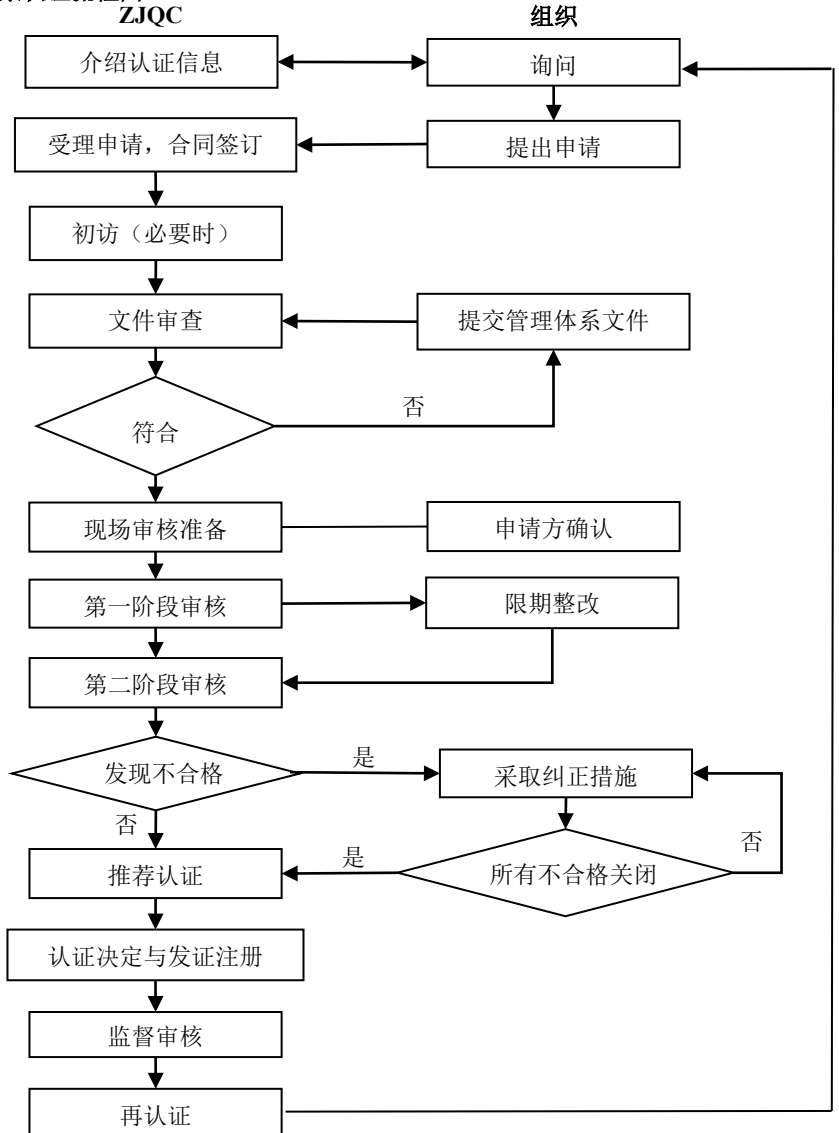 ZJQC 组织
介绍认证信息 询问
受理申请，合同签订 提出申请
初访（必要时）
文件审查 提交管理体系文件
否
符合
现场审核准备 申请方确认
第一阶段审核 限期整改
第二阶段审核
是
发现不合格 采取纠正措施
否 否
是
推荐认证 所有不合格关闭
认证决定与发证注册
监督审核
再认证